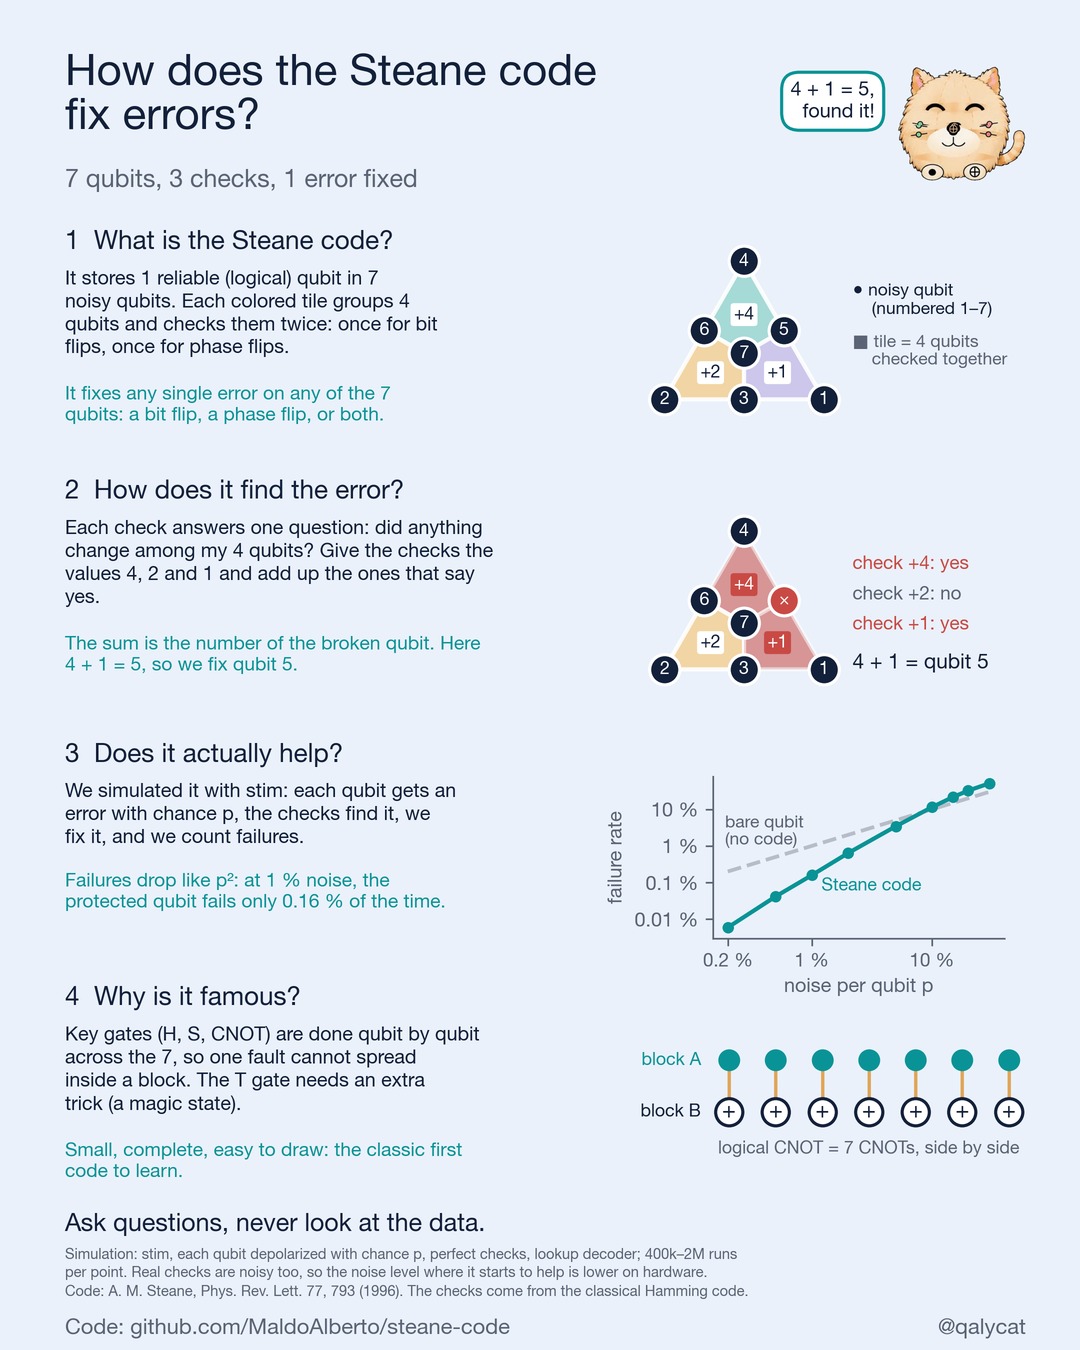 How does the Steane code
fix errors?
4 + 1 = 5,
found it!
7 qubits, 3 checks, 1 error fixed
1 What is the Steane code?
It stores 1 reliable (logical) qubit in 7
noisy qubits. Each colored tile groups 4
qubits and checks them twice: once for bit
flips, once for phase flips.
It fixes any single error on any of the 7
qubits: a bit flip, a phase flip, or both.
4
+4
6
5
7
+2
+1
2
3
1
noisy qubit
(numbered 1–7)
tile = 4 qubits
checked together
2 How does it find the error?
Each check answers one question: did anything
change among my 4 qubits? Give the checks the
values 4, 2 and 1 and add up the ones that say
yes.
The sum is the number of the broken qubit. Here
4 + 1 = 5, so we fix qubit 5.
4
+4
6
×
7
+2
+1
2
3
1
check +4: yes
check +2: no
check +1: yes
4 + 1 = qubit 5
3 Does it actually help?
We simulated it with stim: each qubit gets an
error with chance p, the checks find it, we
fix it, and we count failures.
Failures drop like p²: at 1 % noise, the
protected qubit fails only 0.16 % of the time.
failure rate
10 %
1 %
0.1 %
0.01 %
bare qubit
(no code)
Steane code
0.2 %
1 %
10 %
noise per qubit p
4 Why is it famous?
Key gates (H, S, CNOT) are done qubit by qubit
across the 7, so one fault cannot spread
inside a block. The T gate needs an extra
trick (a magic state).
Small, complete, easy to draw: the classic first
code to learn.
block A
block B
+ + + + + + +
logical CNOT = 7 CNOTs, side by side
Ask questions, never look at the data.
Simulation: stim, each qubit depolarized with chance p, perfect checks, lookup decoder; 400k–2M runs
per point. Real checks are noisy too, so the noise level where it starts to help is lower on hardware.
Code: A. M. Steane, Phys. Rev. Lett. 77, 793 (1996). The checks come from the classical Hamming code.
Code: github.com/MaldoAlberto/steane-code
@qalycat